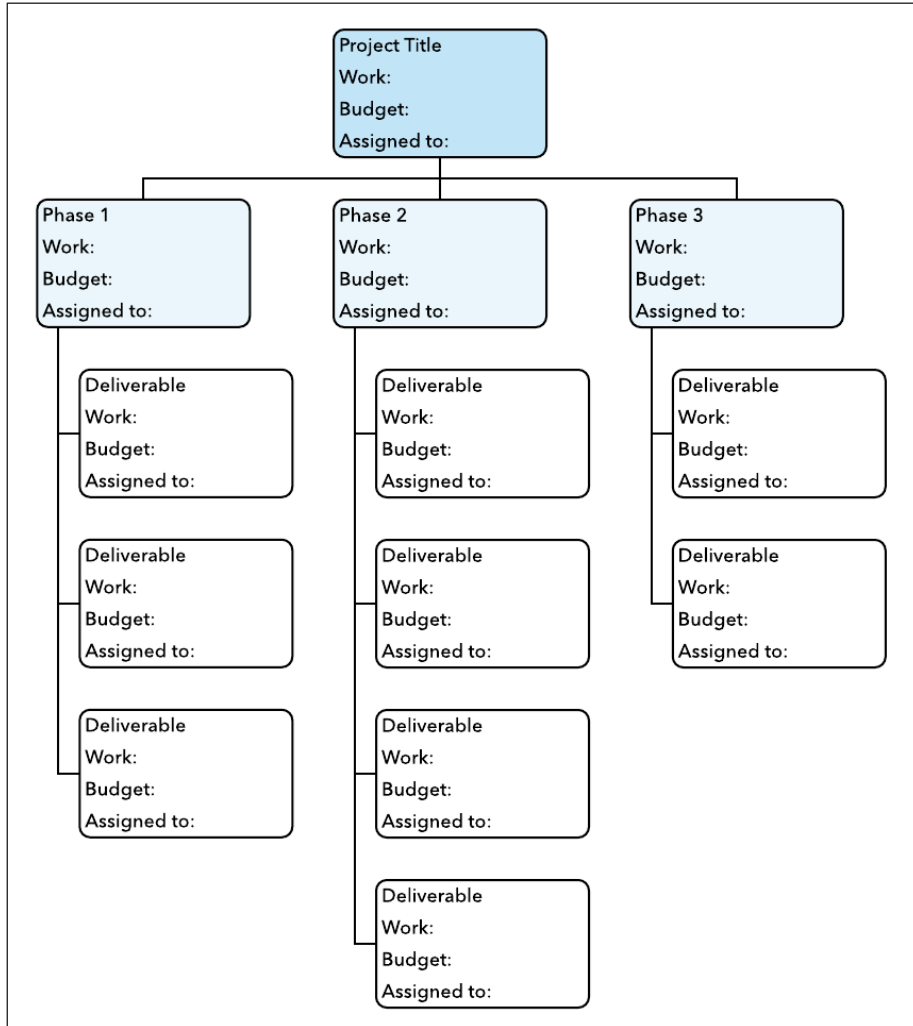 Project Title
Work:
Budget:
Assigned to:
Phase 1
Work:
Budget:
Assigned to:
Deliverable
Work:
Budget:
Assigned to:
Deliverable
Work:
Budget:
Assigned to:
Deliverable
Work:
Budget:
Assigned to:
Phase 2
Work:
Budget:
Assigned to:
Deliverable
Work:
Budget:
Assigned to:
Deliverable
Work:
Budget:
Assigned to:
Deliverable
Work:
Budget:
Assigned to:
Deliverable
Work:
Budget:
Assigned to:
Phase 3
Work:
Budget:
Assigned to:
Deliverable
Work:
Budget:
Assigned to:
Deliverable
Work:
Budget:
Assigned to: